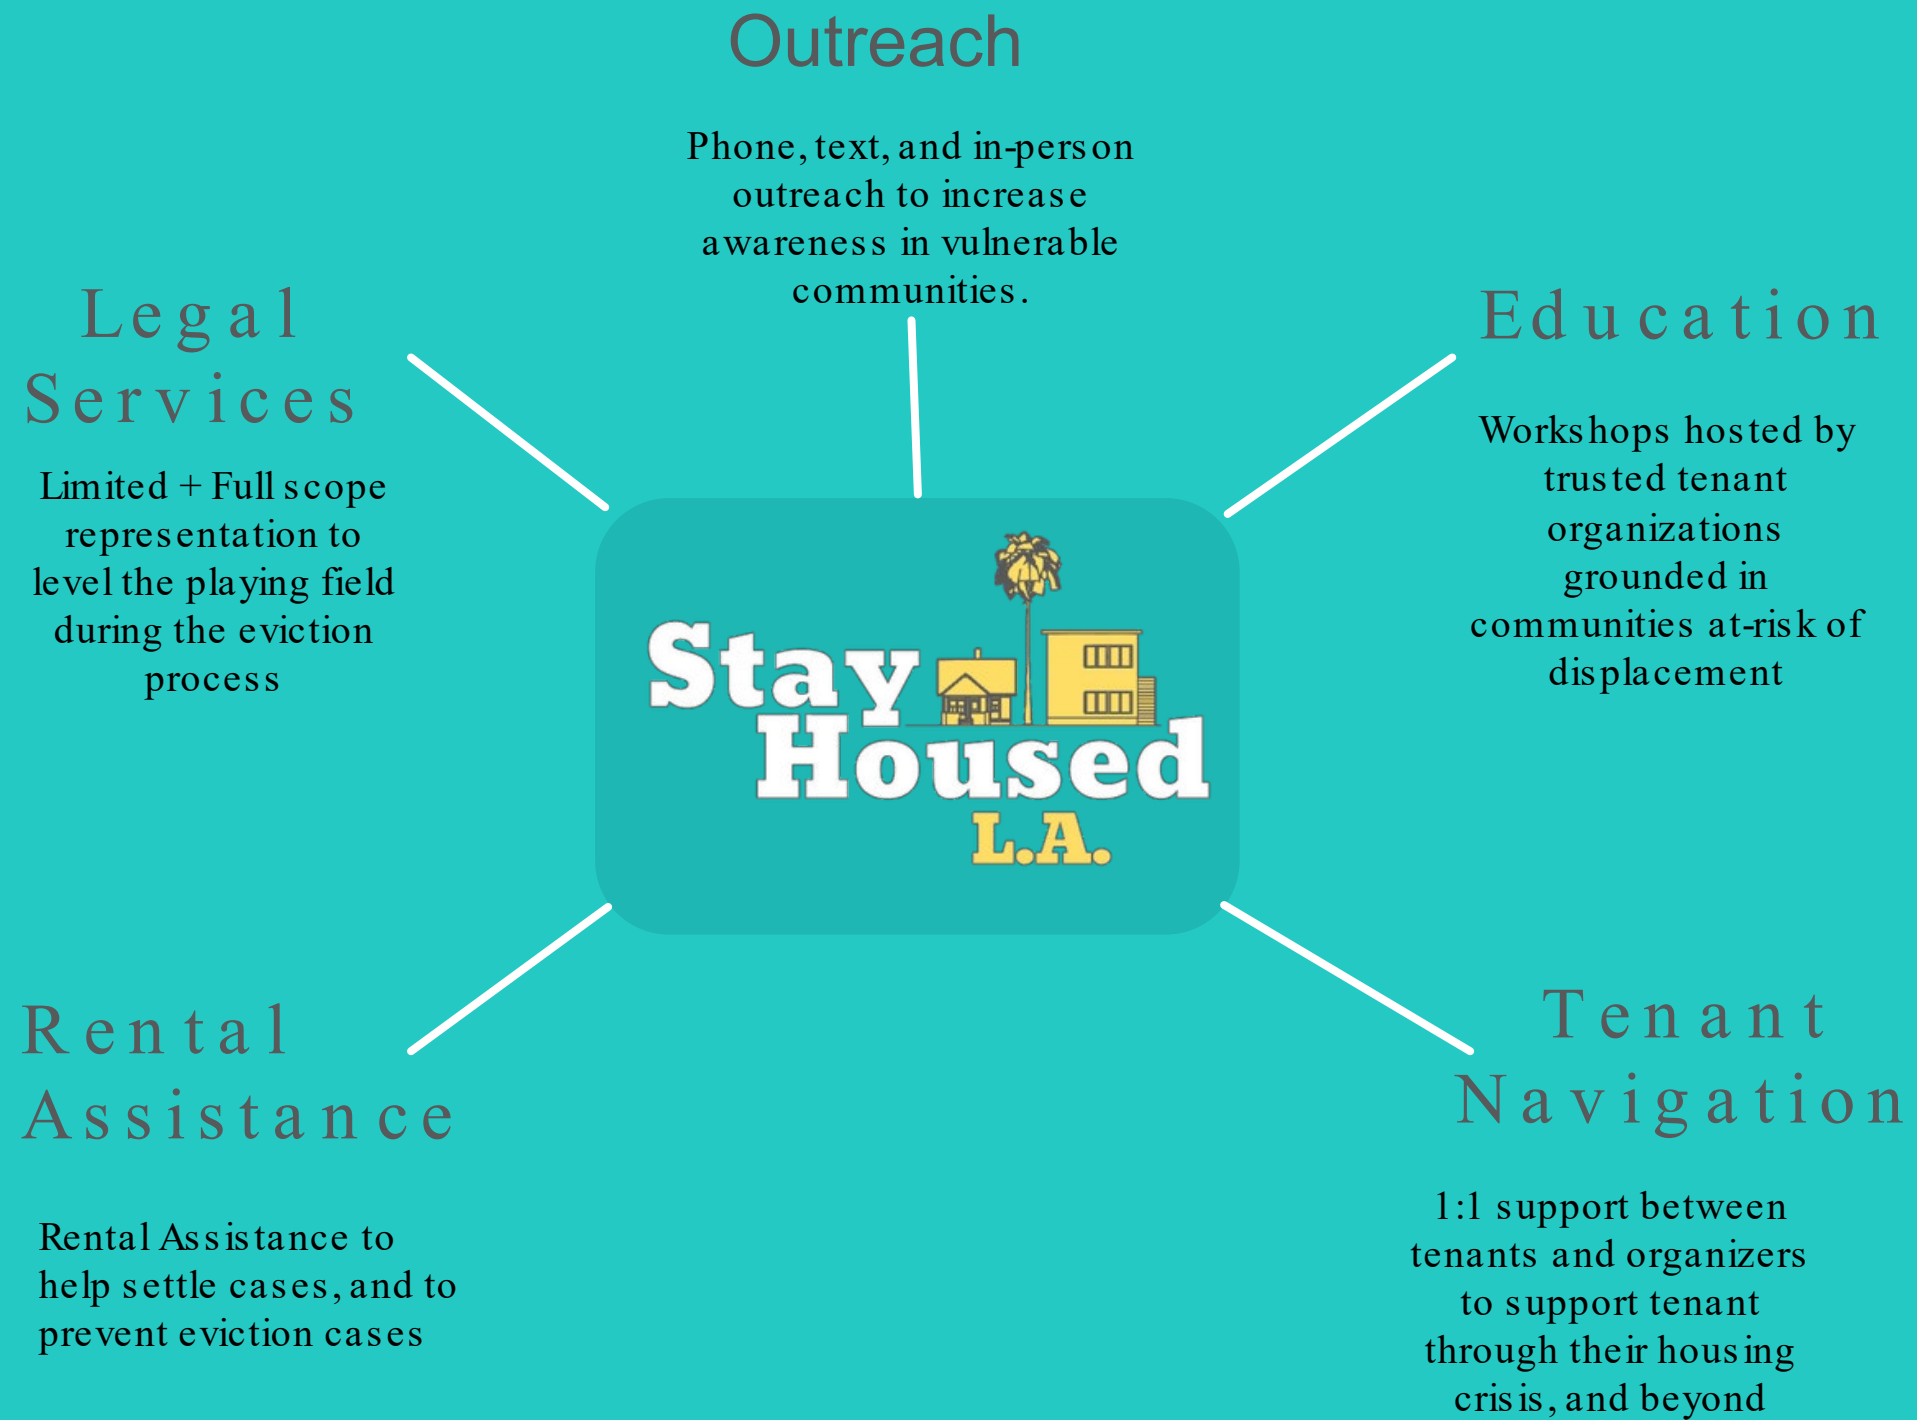 Outreach
Phone, text, and in-person
outreach to increase
awareness in vulnerable
communities.
Legal
Services
Limited + Full scope
representation to
level the playing field
during the eviction
process
Education
Workshops hosted by
trusted tenant
organizations
grounded in
communities at-risk of
displacement
Stay
Housed
L.A.
Rental
Assistance
Rental Assistance to
help settle cases, and to
prevent eviction cases
Tenant
Navigation
1:1 support between
tenants and organizers
to support tenant
through their housing
crisis, and beyond